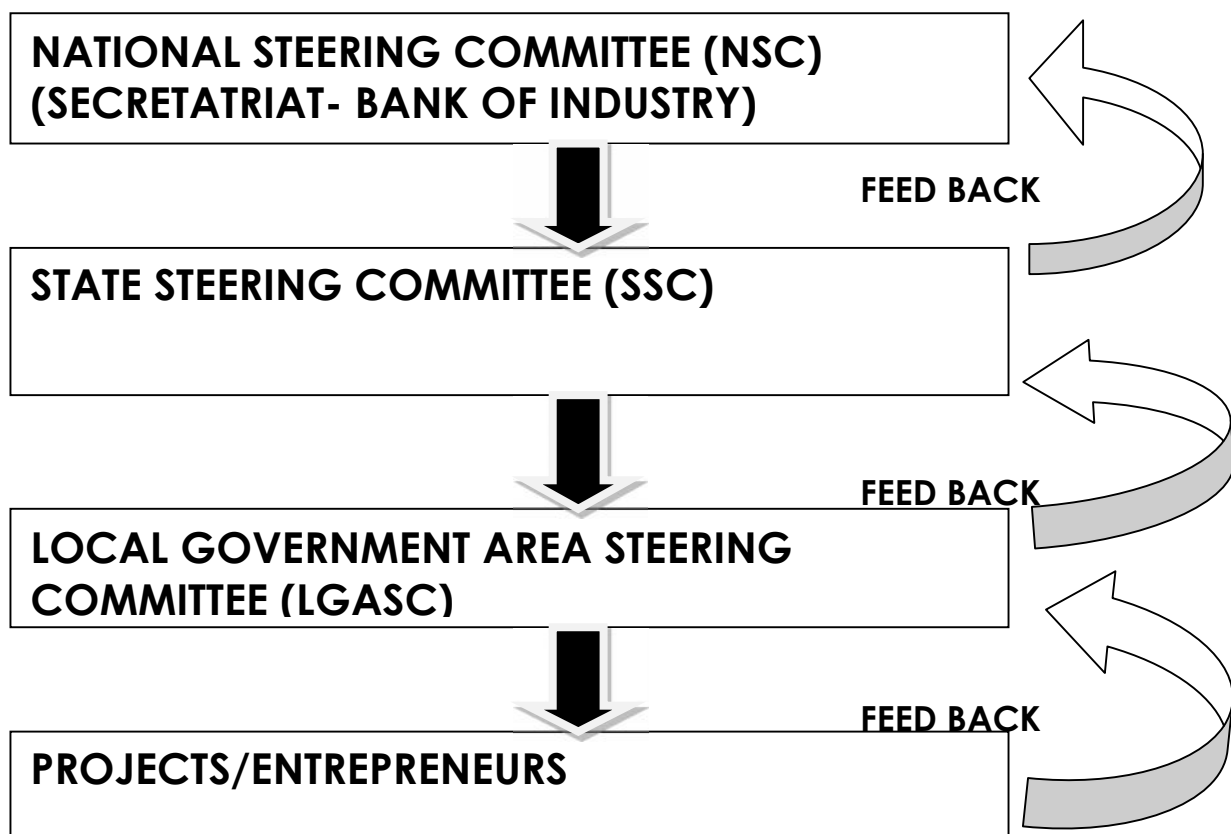 NATIONAL STEERING COMMITTEE (NSC)
(SECRETATRIAT- BANK OF INDUSTRY)
FEED BACK
STATE STEERING COMMITTEE (SSC)
FEED BACK
LOCAL GOVERNMENT AREA STEERING
COMMITTEE (LGASC)
FEED BACK
PROJECTS/ENTREPRENEURS